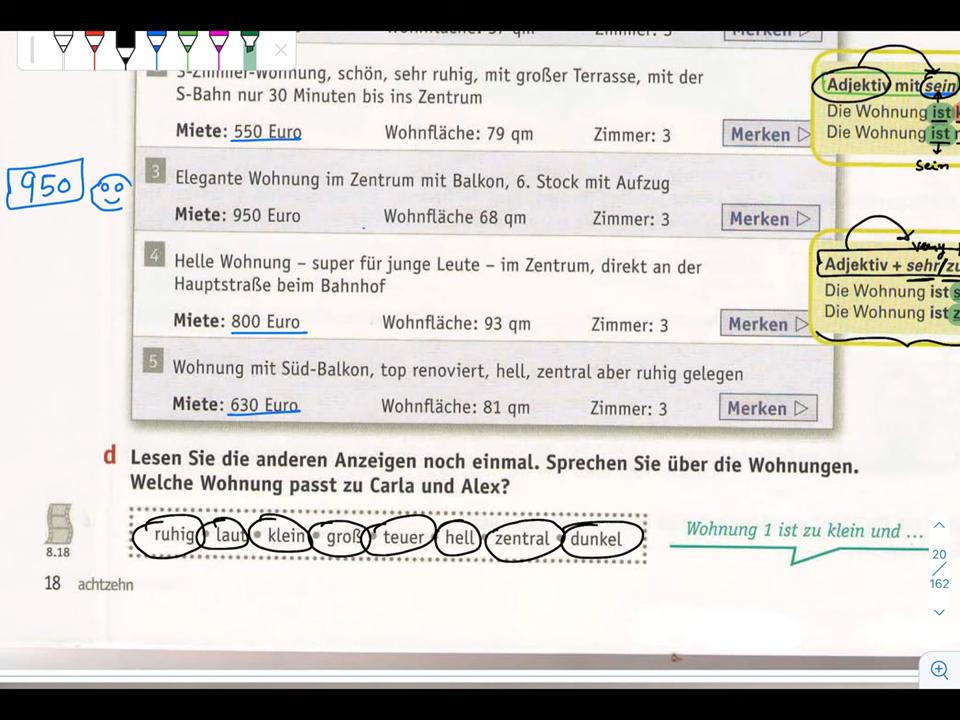 3-Zimmer-Wohnung, schön, sehr ruhig, mit großer Terrasse, mit der
S-Bahn nur 30 Minuten bis ins Zentrum
Miete: 550 Euro Wohnfläche: 79 qm Zimmer: 3 Merken
3 Elegante Wohnung im Zentrum mit Balkon, 6. Stock mit Aufzug
950
Miete: 950 Euro Wohnfläche 68 qm Zimmer: 3 Merken
4 Helle Wohnung – super für junge Leute – im Zentrum, direkt an der
Hauptstraße beim Bahnhof
Miete: 800 Euro Wohnfläche: 93 qm Zimmer: 3 Merken
5 Wohnung mit Süd-Balkon, top renoviert, hell, zentral aber ruhig gelegen
Miete: 630 Euro Wohnfläche: 81 qm Zimmer: 3 Merken
Adjektiv mit sein
Die Wohnung ist
Die Wohnung ist
sein
very
Adjektiv + sehr/zu
Die Wohnung ist
Die Wohnung ist
d Lesen Sie die anderen Anzeigen noch einmal. Sprechen Sie über die Wohnungen.
Welche Wohnung passt zu Carla und Alex?
ruhig • laut • klein • groß • teuer • hell • zentral • dunkel
Wohnung 1 ist zu klein und ...
8.18
18 achtzehn
20
162